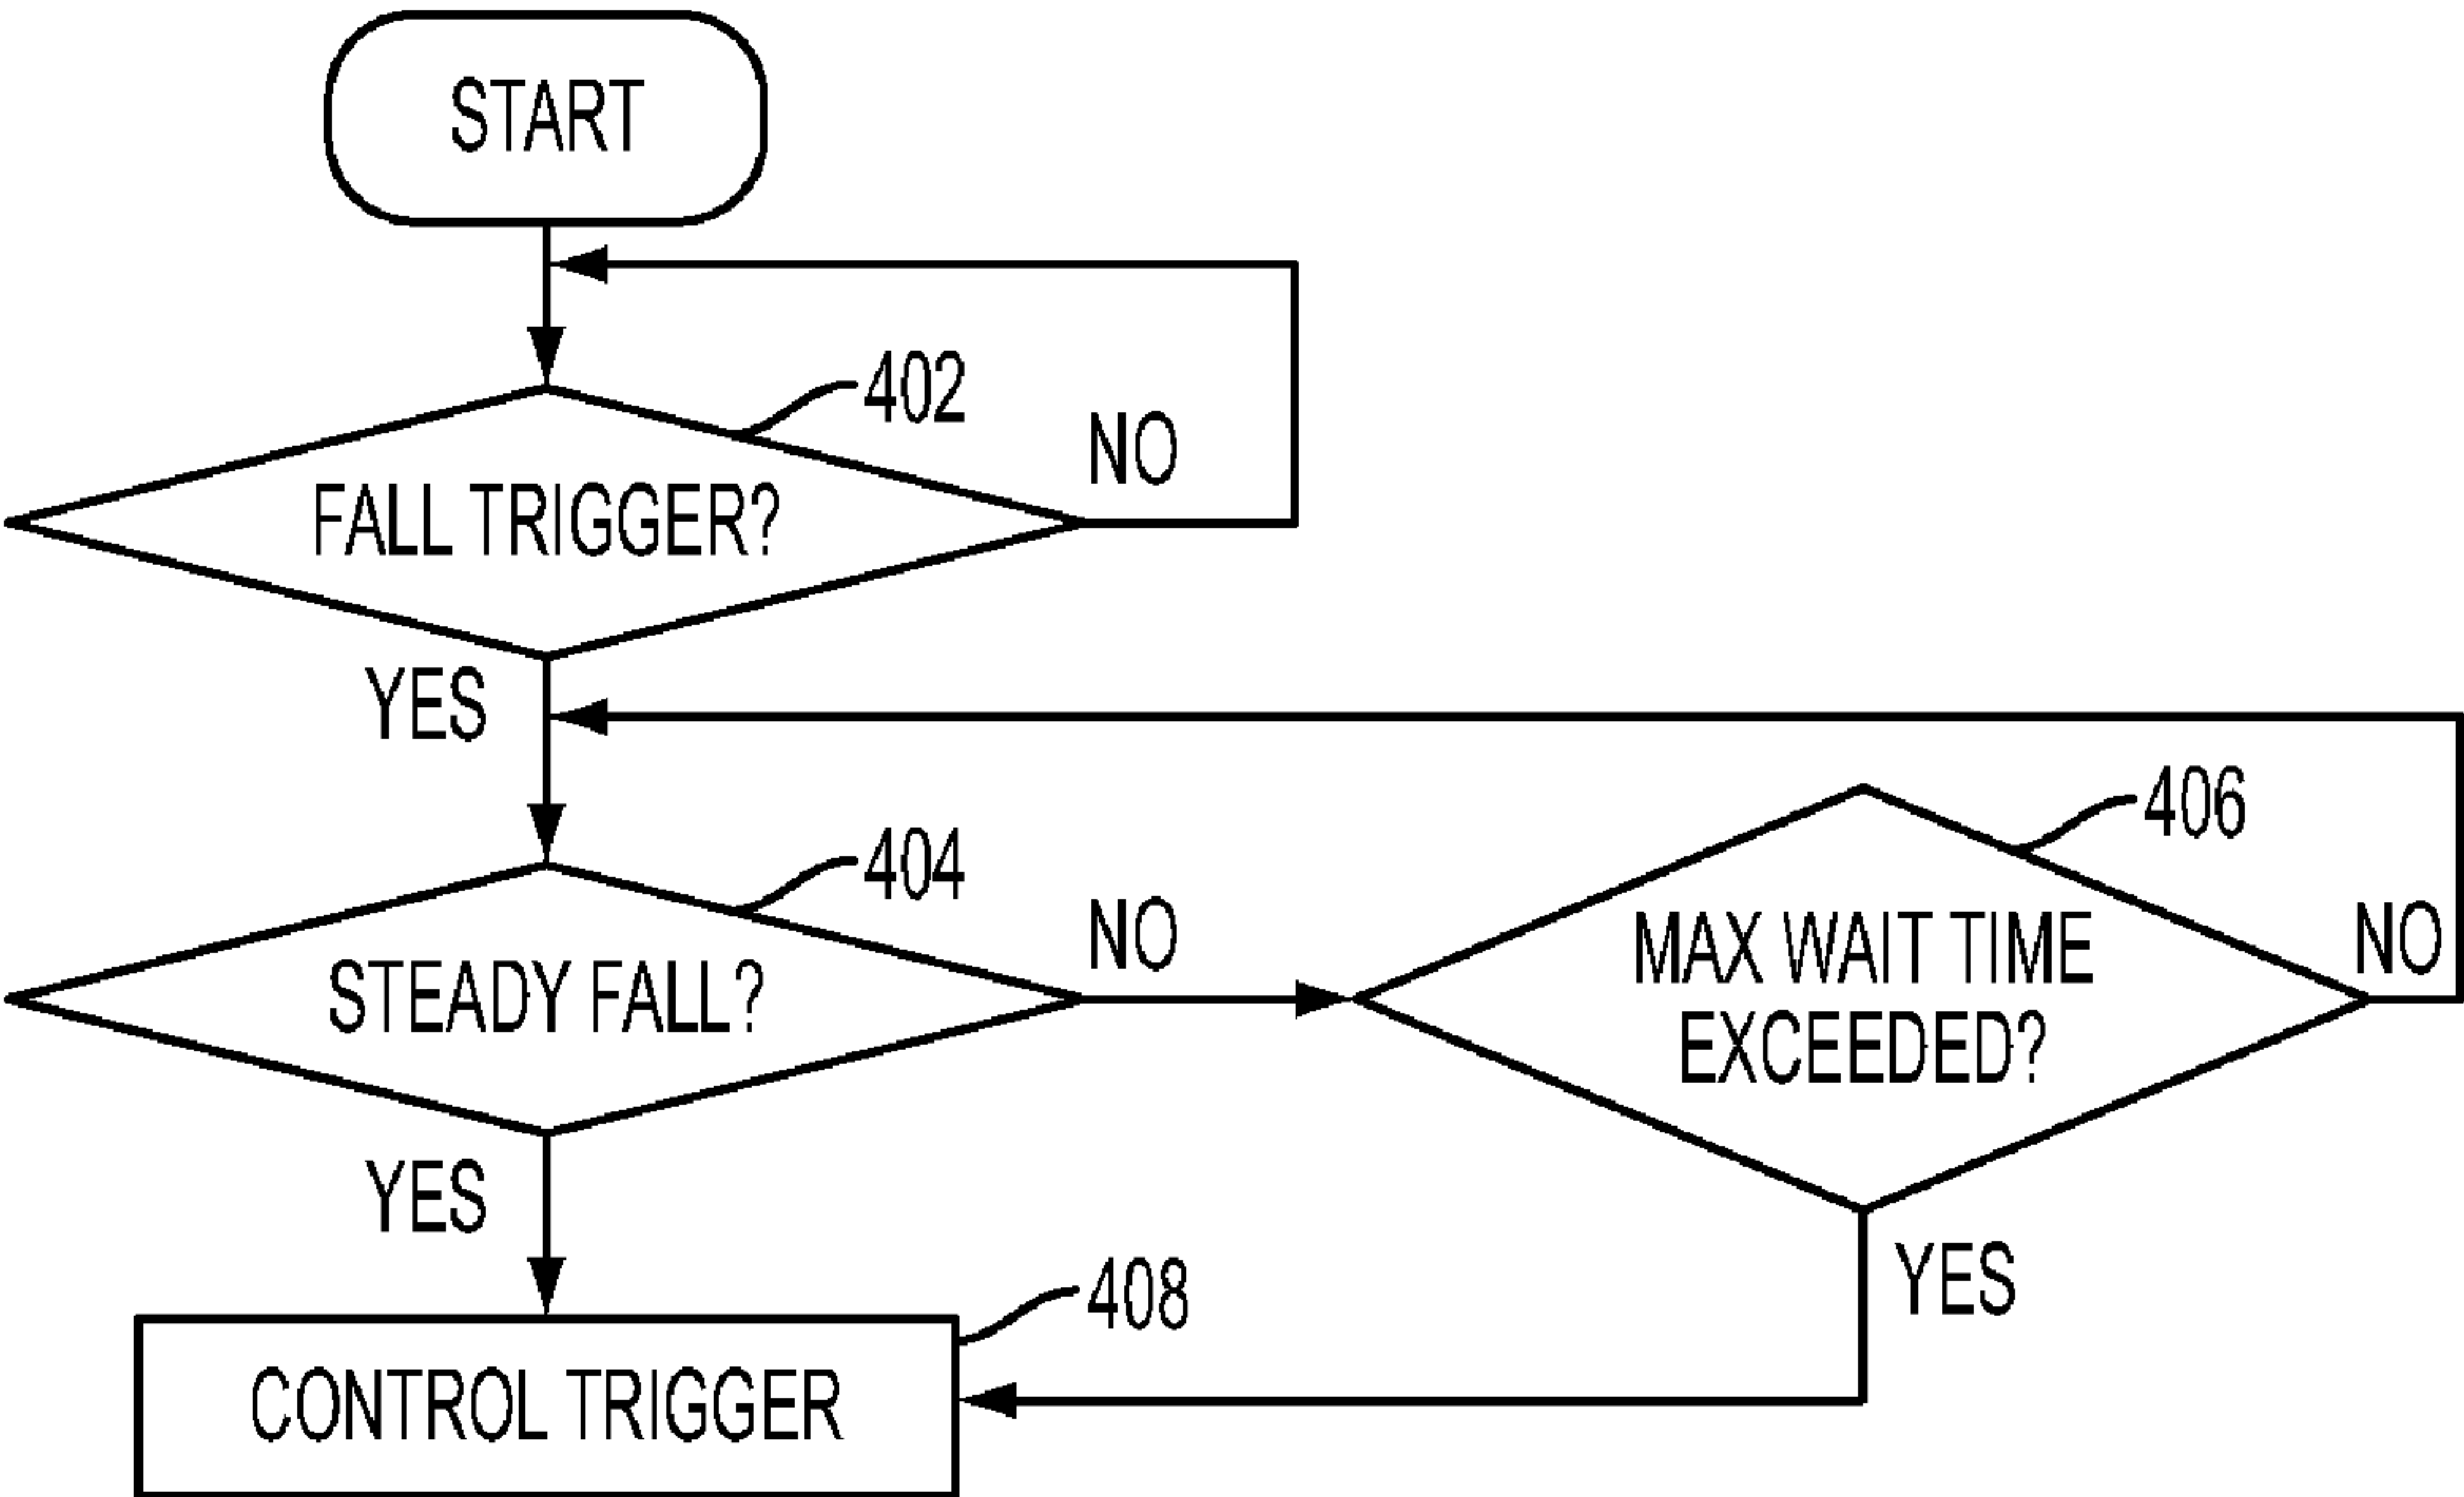 START
402
NO
FALL TRIGGER?
YES
404
NO
STEADY FALL?
406
NO
MAX WAIT TIME
EXCEEDED?
YES
YES
408
CONTROL TRIGGER